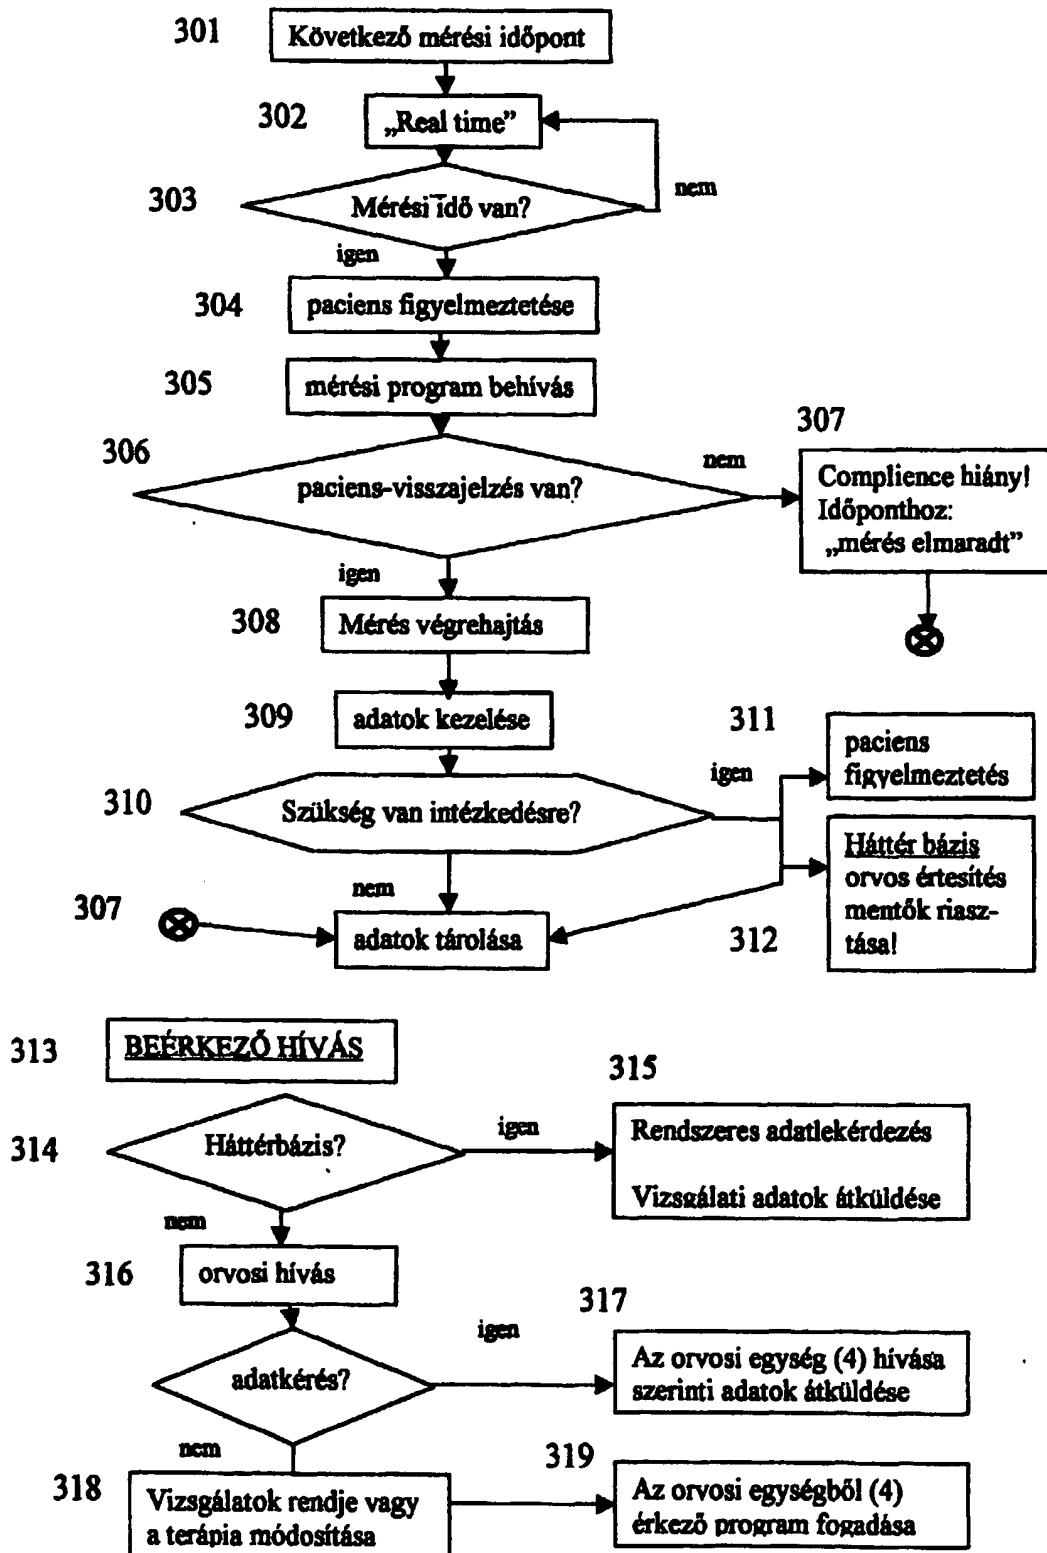 301
Következő mérési időpont
302
„Real time”
303
Mérési idő van?
nem
igen
304
paciens figyelmeztetése
305
mérési program behívás
306
paciens-visszajelzés van?
nem
307
Complience hiány!
Időponthoz:
„mérés elmaradt”
igen
308
Mérés végrehajtás
309
adatok kezelése
310
Szükség van intézkedésre?
igen
311
paciens
figyelmeztetés
Háttér bázis
orvos értesítés
mentők riasz-
tása!
312
nem
307
adatok tárolása
313
BEÉRKEZŐ HÍVÁS
314
Háttérbázis?
igen
315
Rendszeres adatlekérdezés
Vizsgálati adatok átküldése
nem
316
orvosi hívás
adatkérés?
igen
317
Az orvosi egység (4) hívása
szerinti adatok átküldése
nem
318
Vizsgálatok rendje vagy
a terápia módosítása
319
Az orvosi egységből (4)
érkező program fogadása